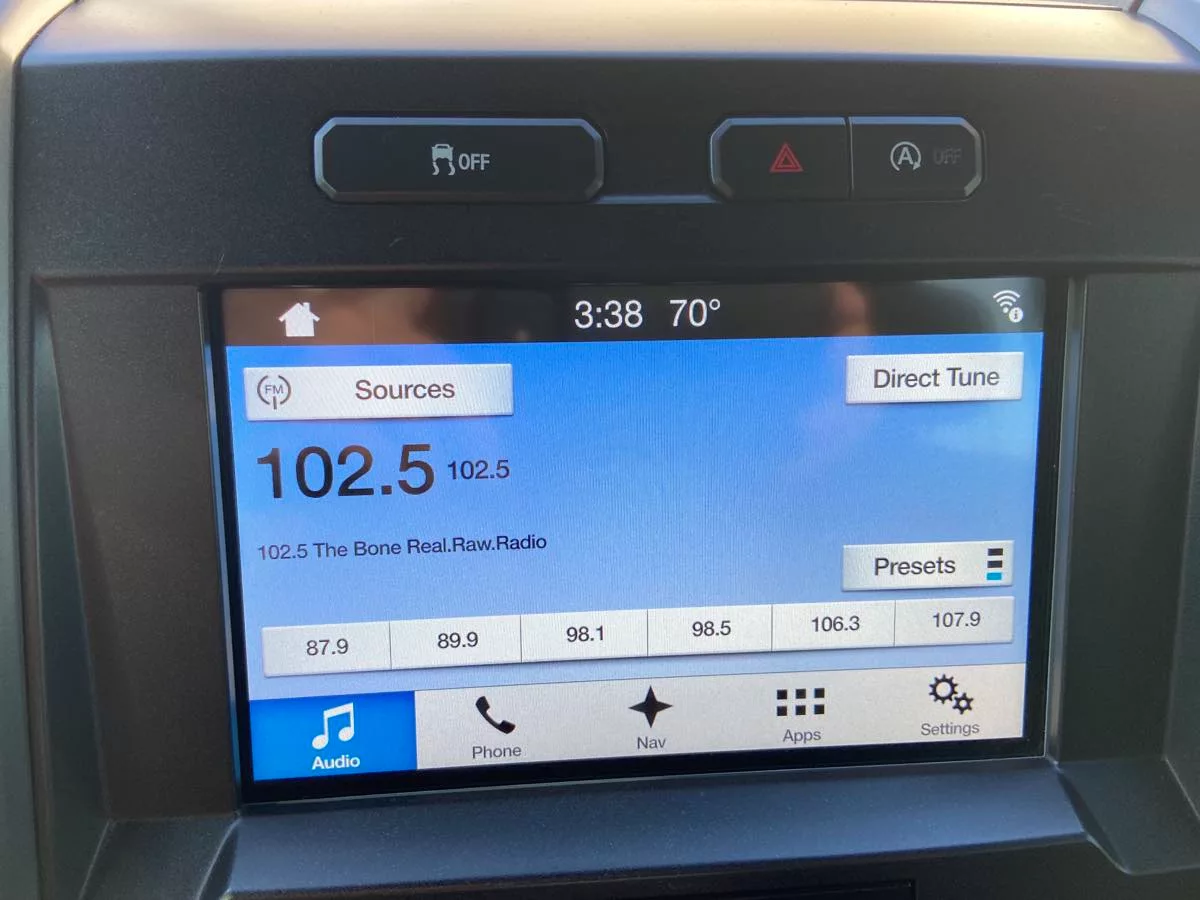 OFF
A OFF
3:38 70°
FM Sources
Direct Tune
102.5 102.5
102.5 The Bone Real.Raw.Radio
Presets
87.9 89.9 98.1 98.5 106.3 107.9
Audio Phone Nav Apps Settings